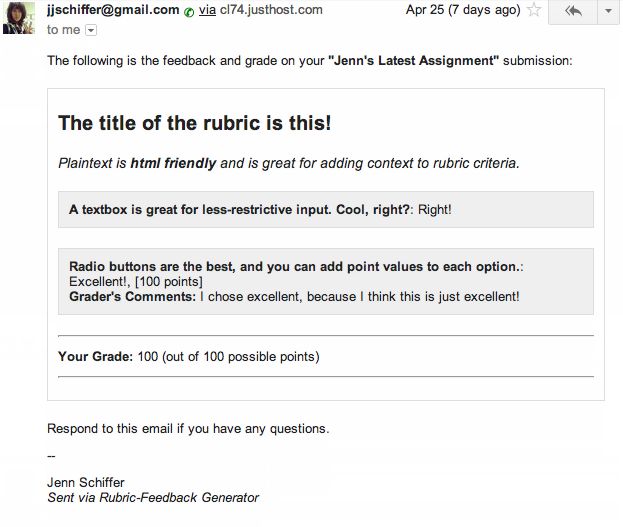 jjschiffer@gmail.com via cl74.justhost.com Apr 25 (7 days ago)
to me
The following is the feedback and grade on your "Jenn's Latest Assignment" submission:
The title of the rubric is this!
Plaintext is html friendly and is great for adding context to rubric criteria.
A textbox is great for less-restrictive input. Cool, right?: Right!
Radio buttons are the best, and you can add point values to each option.:
Excellent!, [100 points]
Grader's Comments: I chose excellent, because I think this is just excellent!
Your Grade: 100 (out of 100 possible points)
Respond to this email if you have any questions.
--
Jenn Schiffer
Sent via Rubric-Feedback Generator